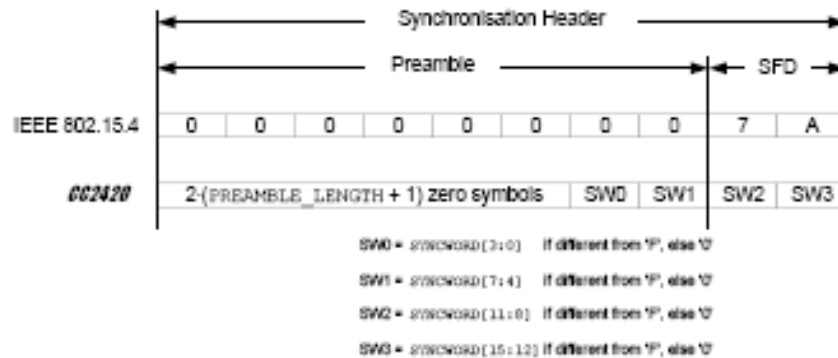 Synchronisation Header
Preamble SFD
IEEE 802.15.4 0 0 0 0 0 0 0 0 7 A
CC2420 2·(PREAMBLE_LENGTH + 1) zero symbols SW0 SW1 SW2 SW3
SW0 = SYNCWORD[3:0] if different from 'F', else '0'
SW1 = SYNCWORD[7:4] if different from 'F', else '0'
SW2 = SYNCWORD[11:8] if different from 'F', else '0'
SW3 = SYNCWORD[15:12] if different from 'F', else '0'